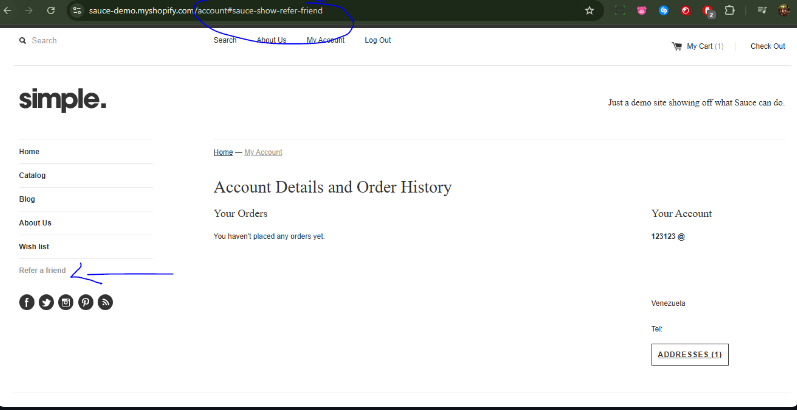 sauce-demo.myshopify.com/account#sauce-show-refer-friend
2
Search
Search About Us My Account Log Out
My Cart (1) Check Out
simple.
Just a demo site showing off what Sauce can do.
Home
Catalog
Blog
About Us
Wish list
Refer a friend
Home — My Account
Account Details and Order History
Your Orders
You haven't placed any orders yet.
Your Account
123123 @
Venezuela
Tel:
ADDRESSES (1)